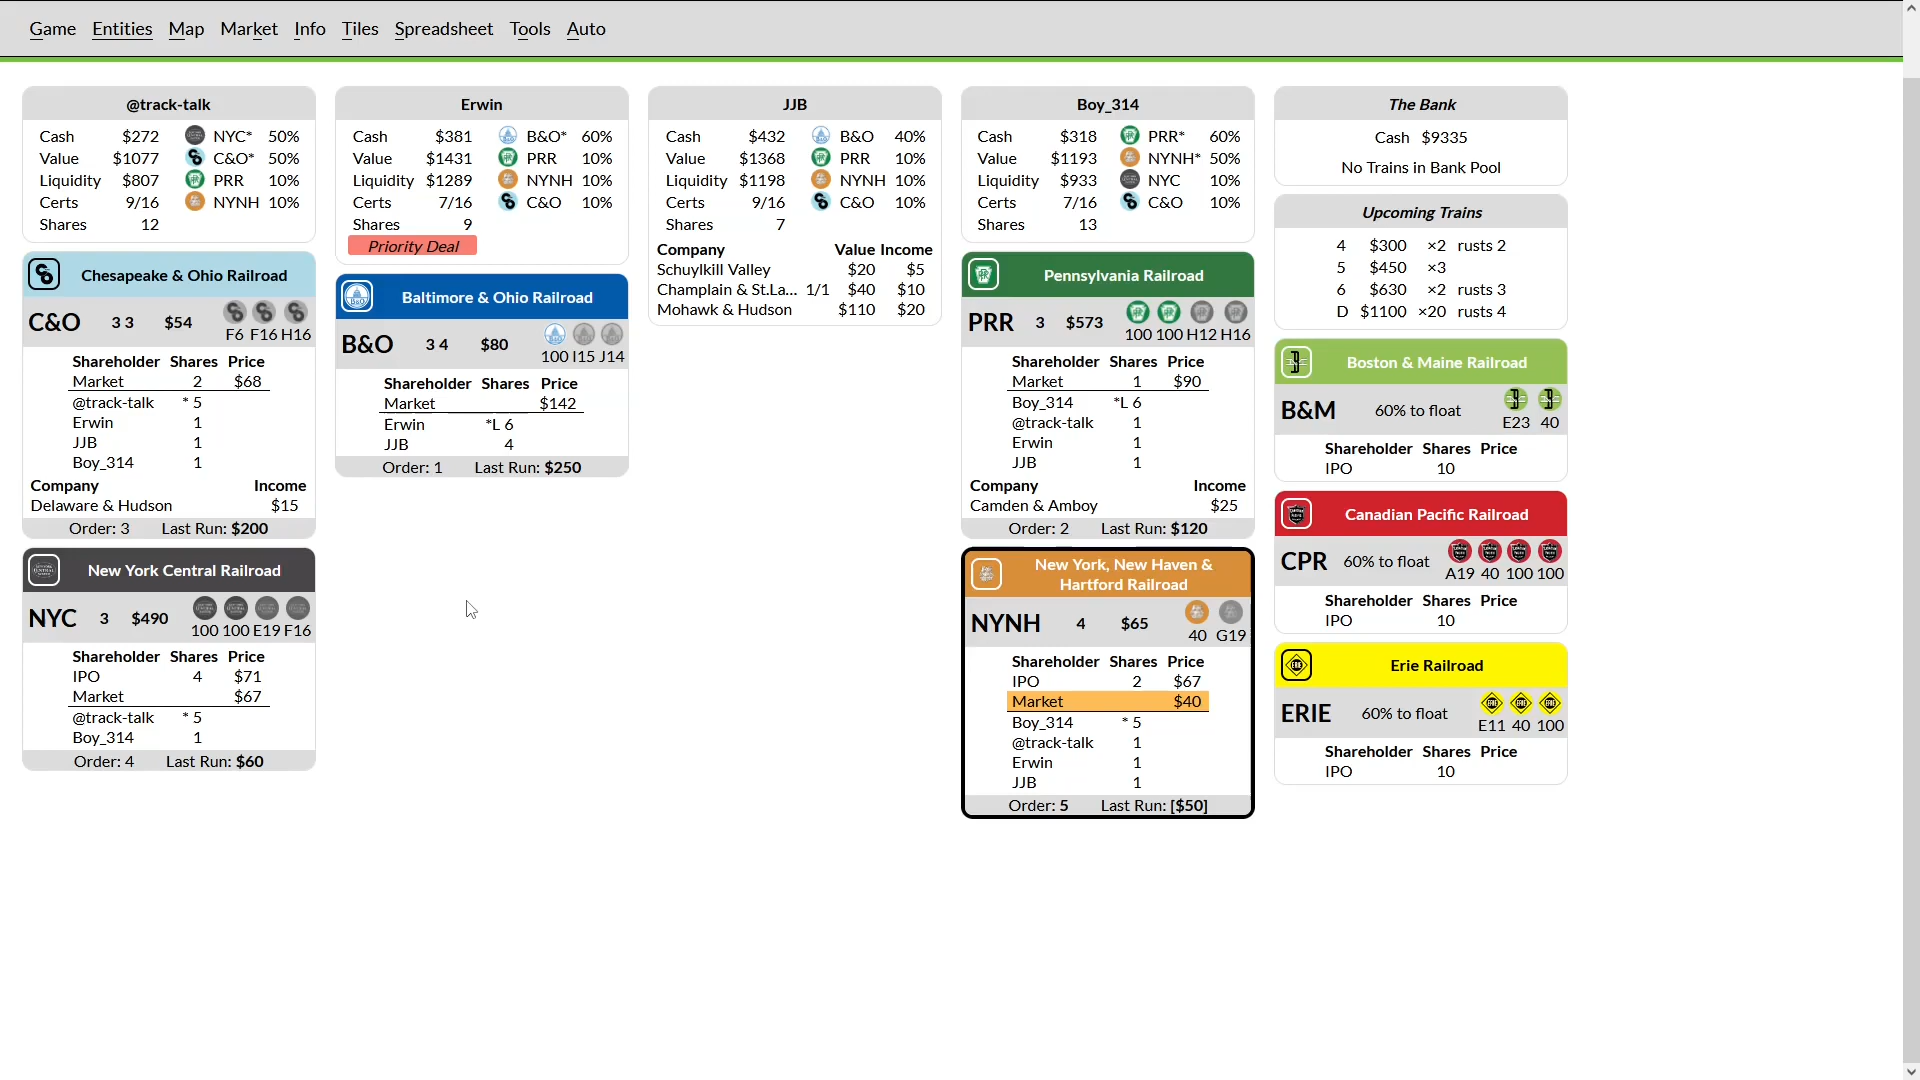 Game Entities Map Market Info Tiles Spreadsheet Tools Auto
@track-talk
Cash $272 NYC* 50%
Value $1077 C&O* 50%
Liquidity $807 PRR 10%
Certs 9/16 NYNH 10%
Shares 12
Chesapeake & Ohio Railroad
C&O 3 3 $54 F6 F16 H16
Shareholder Shares Price
Market 2 $68
@track-talk * 5
Erwin 1
JJB 1
Boy_314 1
Company Income
Delaware & Hudson $15
Order: 3 Last Run: $200
New York Central Railroad
NYC 3 $490 100 100 E19 F16
Shareholder Shares Price
IPO 4 $71
Market $67
@track-talk * 5
Boy_314 1
Order: 4 Last Run: $60
Erwin
Cash $381 B&O* 60%
Value $1431 PRR 10%
Liquidity $1289 NYNH 10%
Certs 7/16 C&O 10%
Shares 9
Priority Deal
Baltimore & Ohio Railroad
B&O 3 4 $80 100 I15 J14
Shareholder Shares Price
Market $142
Erwin *L 6
JJB 4
Order: 1 Last Run: $250
JJB
Cash $432 B&O 40%
Value $1368 PRR 10%
Liquidity $1198 NYNH 10%
Certs 9/16 C&O 10%
Shares 7
Company Value Income
Schuylkill Valley $20 $5
Champlain & St.La... 1/1 $40 $10
Mohawk & Hudson $110 $20
Boy_314
Cash $318 PRR* 60%
Value $1193 NYNH* 50%
Liquidity $933 NYC 10%
Certs 7/16 C&O 10%
Shares 13
Pennsylvania Railroad
PRR 3 $573 100 100 H12 H16
Shareholder Shares Price
Market 1 $90
Boy_314 *L 6
@track-talk 1
Erwin 1
JJB 1
Company Income
Camden & Amboy $25
Order: 2 Last Run: $120
New York, New Haven &
Hartford Railroad
NYNH 4 $65 40 G19
Shareholder Shares Price
IPO 2 $67
Market $40
Boy_314 * 5
@track-talk 1
Erwin 1
JJB 1
Order: 5 Last Run: [$50]
The Bank
Cash $9335
No Trains in Bank Pool
Upcoming Trains
4 $300 ×2 rusts 2
5 $450 ×3
6 $630 ×2 rusts 3
D $1100 ×20 rusts 4
Boston & Maine Railroad
B&M 60% to float E23 40
Shareholder Shares Price
IPO 10
Canadian Pacific Railroad
CPR 60% to float A19 40 100 100
Shareholder Shares Price
IPO 10
Erie Railroad
ERIE 60% to float E11 40 100
Shareholder Shares Price
IPO 10